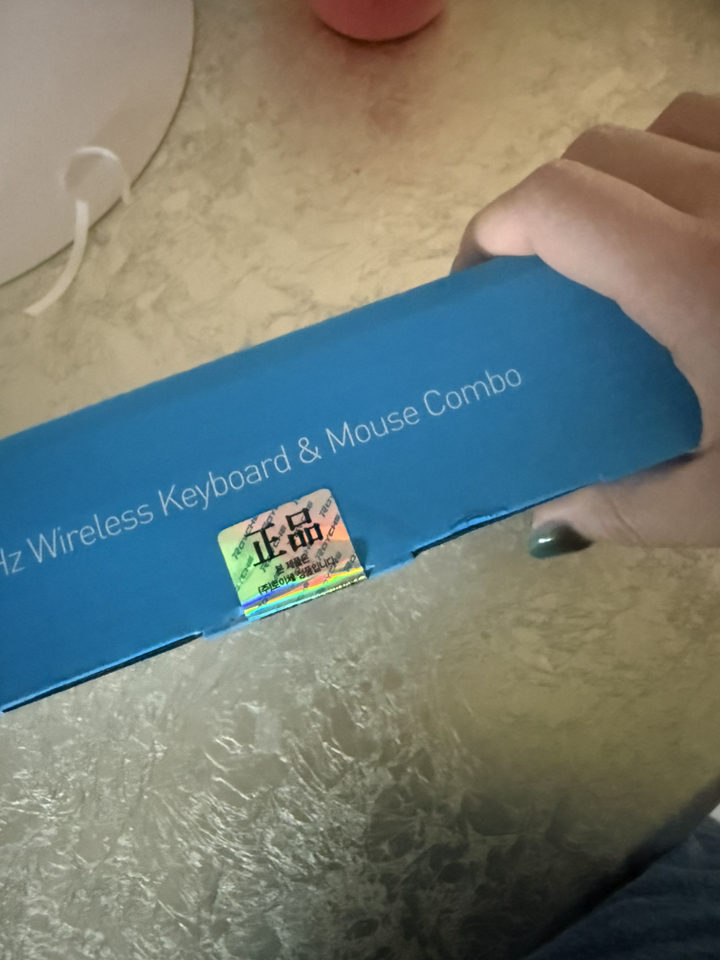 Hz Wireless Keyboard & Mouse Combo
正品
본 제품은